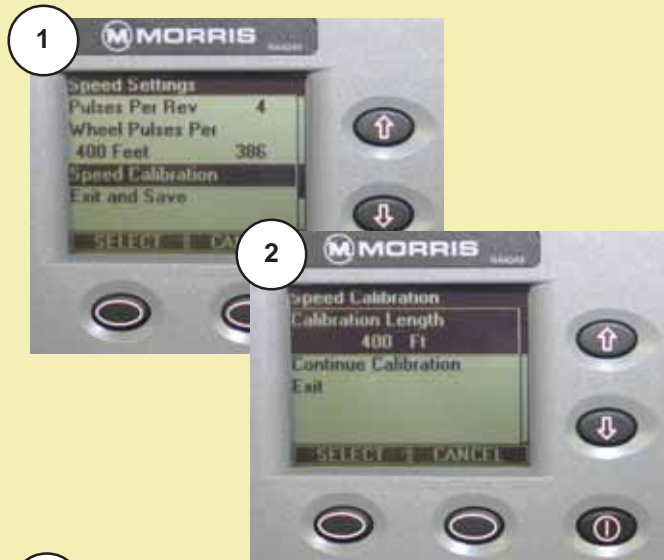 1
MORRIS
Speed Settings
Pulses Per Rev 4
Wheel Pulses Per
400 Feet 386
Speed Calibration
Exit and Save
SELECT
2
MORRIS
Speed Calibration
Calibration Length
400 Ft
Continue Calibration
Exit
SELECT CANCEL